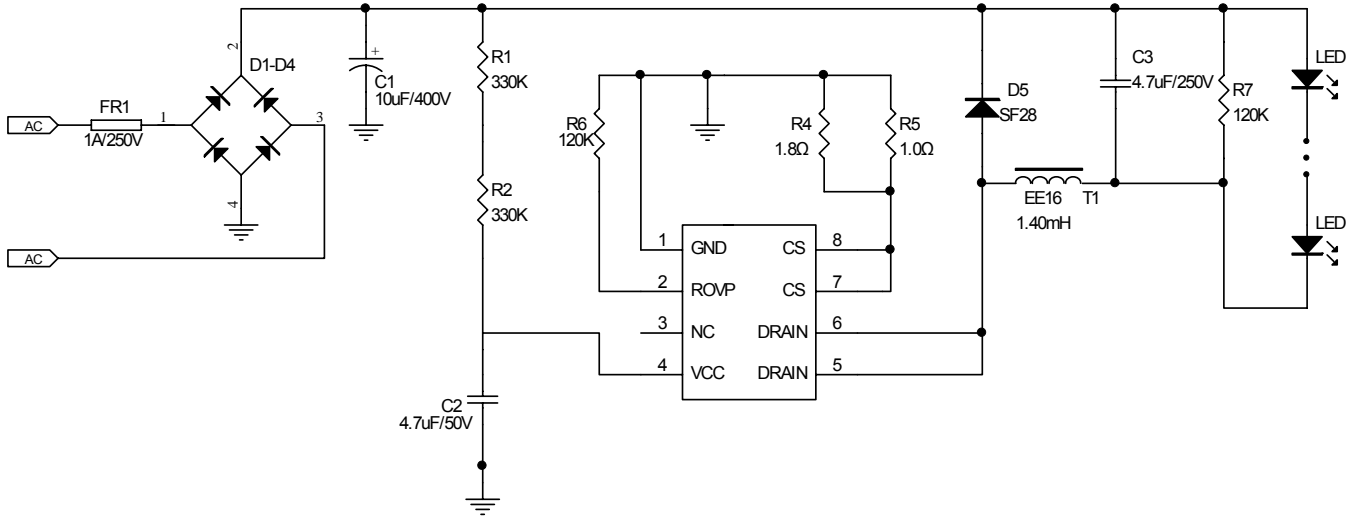 AC
FR1
1A/250V
AC
D1-D4
1
2
3
4
+
C1
10uF/400V
R1
330K
R2
330K
C2
4.7uF/50V
R6
120K
R4
1.8Ω
R5
1.0Ω
1
GND
2
ROVP
3
NC
4
VCC
CS
8
CS
7
DRAIN
6
DRAIN
5
D5
SF28
EE16
T1
1.40mH
C3
4.7uF/250V
R7
120K
LED
LED